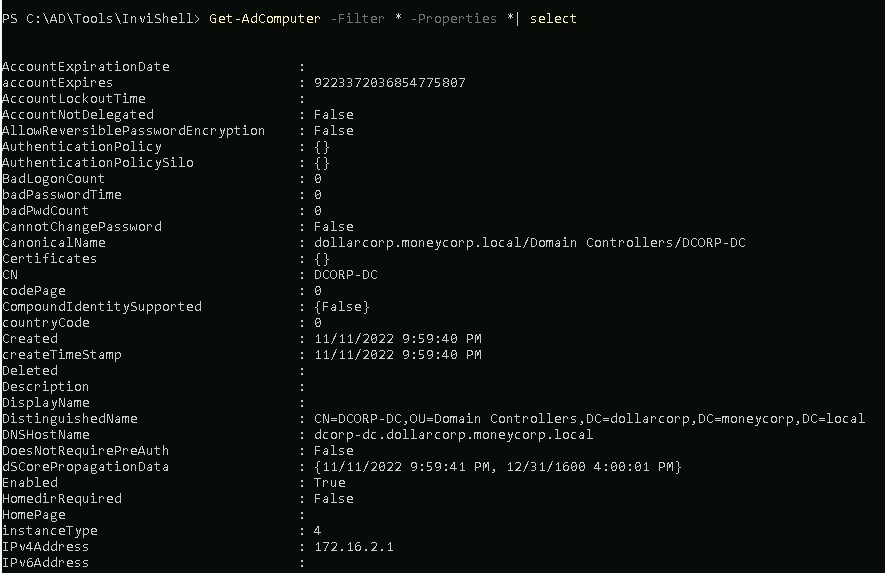 PS C:\AD\Tools\InviShell> Get-AdComputer -Filter * -Properties *| select
AccountExpirationDate :
accountExpires : 9223372036854775807
AccountLockoutTime :
AccountNotDelegated : False
AllowReversiblePasswordEncryption : False
AuthenticationPolicy : {}
AuthenticationPolicySilo : {}
BadLogonCount : 0
badPasswordTime : 0
badPwdCount : 0
CannotChangePassword : False
CanonicalName : dollarcorp.moneycorp.local/Domain Controllers/DCORP-DC
Certificates : {}
CN : DCORP-DC
codePage : 0
CompoundIdentitySupported : {False}
countryCode : 0
Created : 11/11/2022 9:59:40 PM
createTimeStamp : 11/11/2022 9:59:40 PM
Deleted :
Description :
DisplayName :
DistinguishedName : CN=DCORP-DC,OU=Domain Controllers,DC=dollarcorp,DC=moneycorp,DC=local
DNSHostName : dcorp-dc.dollarcorp.moneycorp.local
DoesNotRequirePreAuth : False
dSCorePropagationData : {11/11/2022 9:59:41 PM, 12/31/1600 4:00:01 PM}
Enabled : True
HomedirRequired : False
HomePage :
instanceType : 4
IPv4Address : 172.16.2.1
IPv6Address :